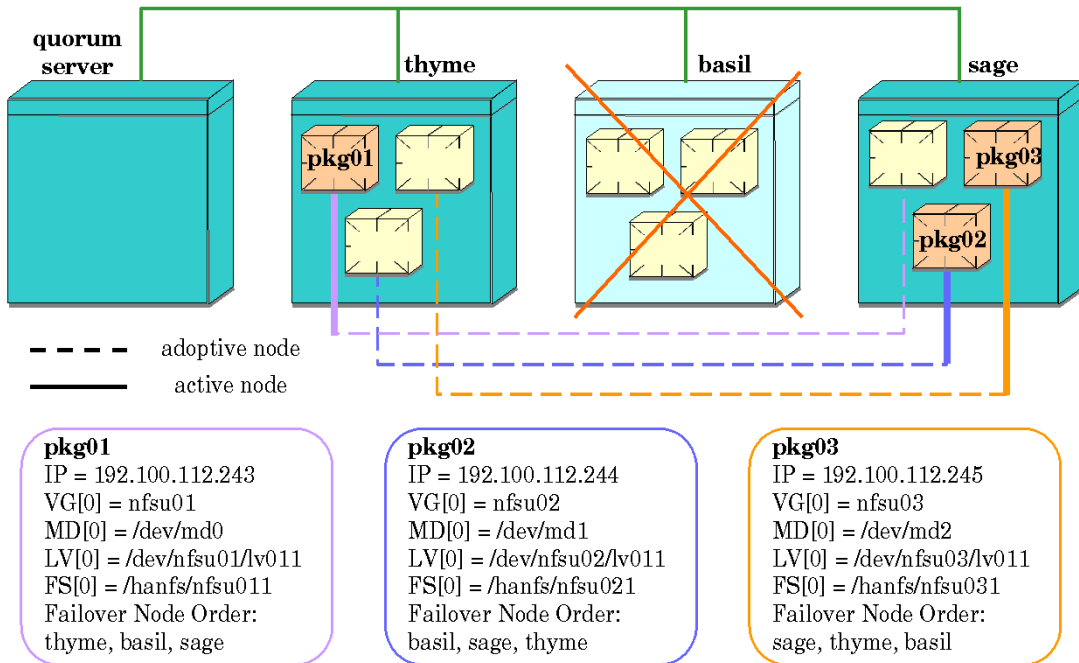 quorum
server
thyme
basil
sage
pkg01
pkg03
pkg02
adoptive node
active node
pkg01
IP = 192.100.112.243
VG[0] = nfsu01
MD[0] = /dev/md0
LV[0] = /dev/nfsu01/lv011
FS[0] = /hanfs/nfsu011
Failover Node Order:
thyme, basil, sage
pkg02
IP = 192.100.112.244
VG[0] = nfsu02
MD[0] = /dev/md1
LV[0] = /dev/nfsu02/lv011
FS[0] = /hanfs/nfsu021
Failover Node Order:
basil, sage, thyme
pkg03
IP = 192.100.112.245
VG[0] = nfsu03
MD[0] = /dev/md2
LV[0] = /dev/nfsu03/lv011
FS[0] = /hanfs/nfsu031
Failover Node Order:
sage, thyme, basil